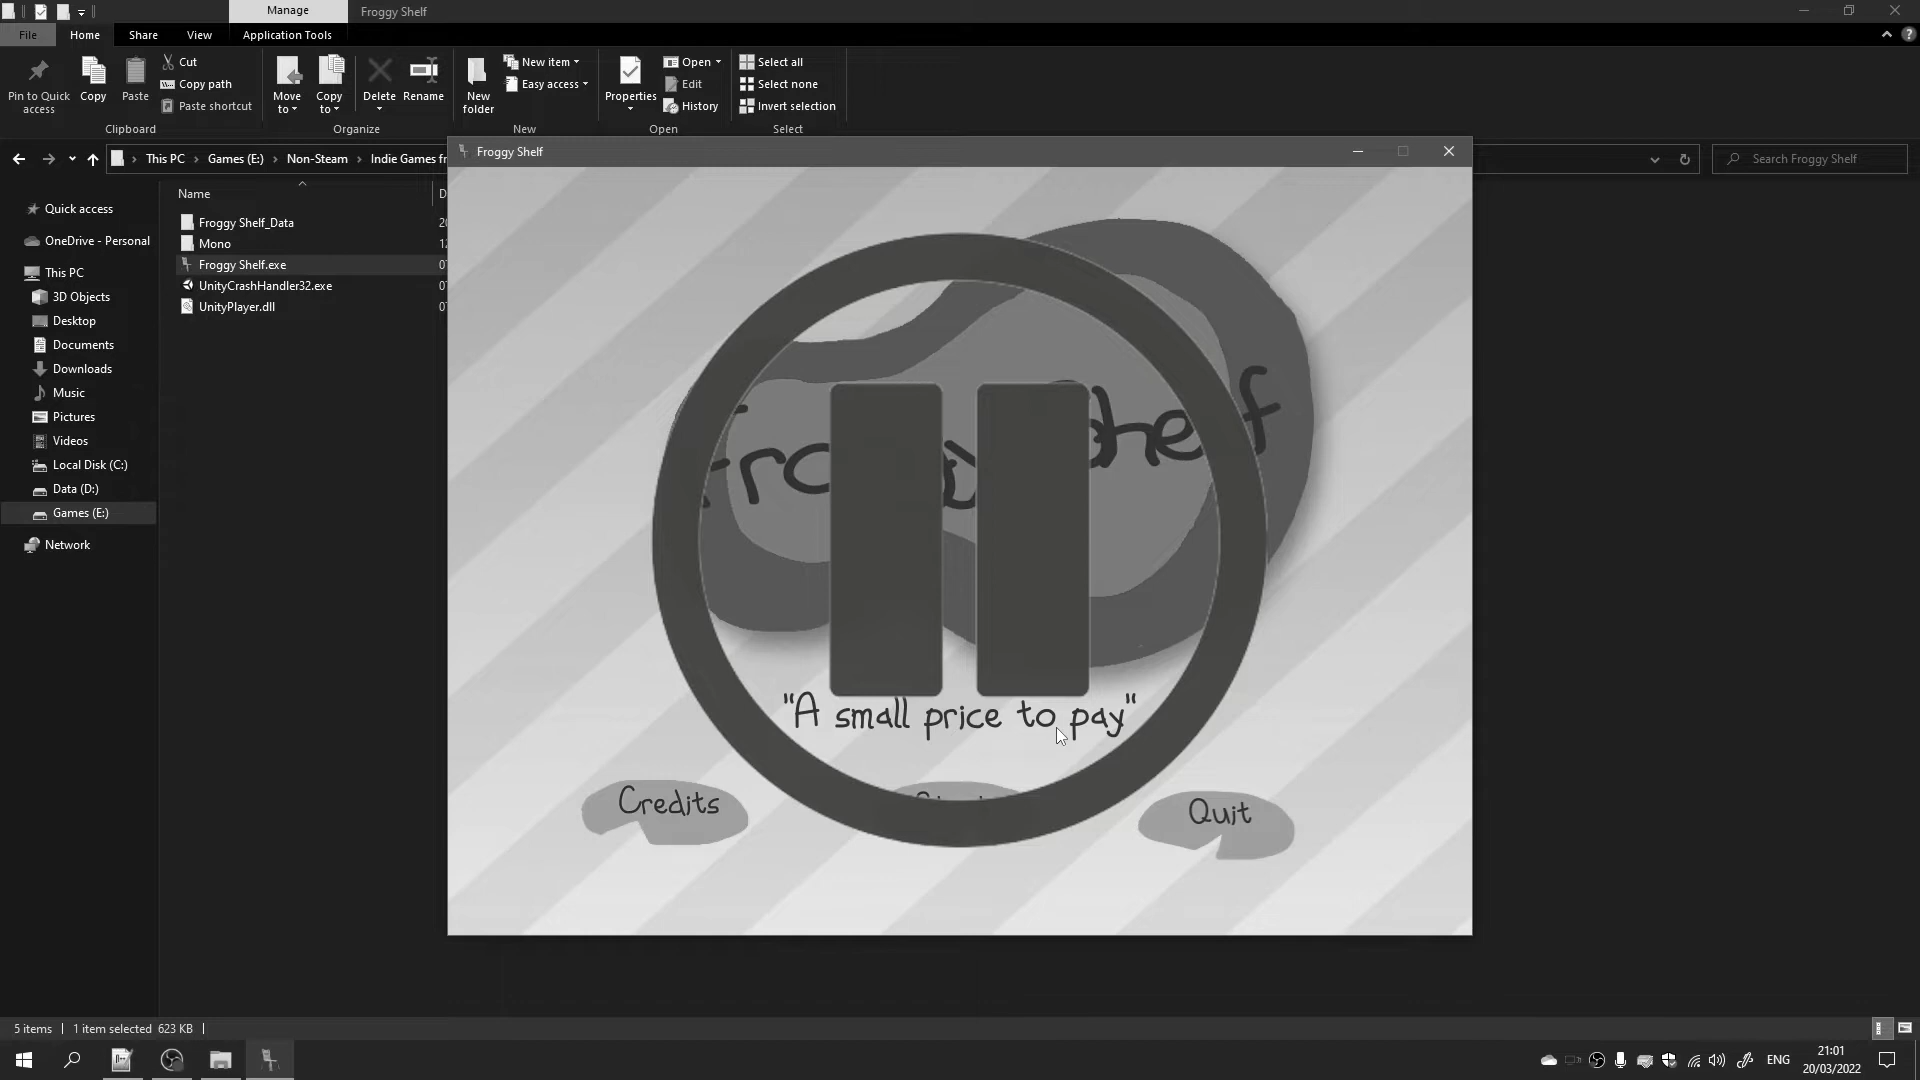 Manage
Froggy Shelf
File
Home
Share
View
Application Tools
Pin to Quick access
Copy
Paste
Cut
Copy path
Paste shortcut
Clipboard
Move to
Copy to
Delete
Rename
Organize
New folder
New item
Easy access
New
Properties
Open
Edit
History
Open
Select all
Select none
Invert selection
Select
This PC
Games (E:)
Non-Steam
Indie Games fr
Search Froggy Shelf
Froggy Shelf
Name
D
Froggy Shelf_Data
Mono
Froggy Shelf.exe
UnityCrashHandler32.exe
UnityPlayer.dll
Quick access
OneDrive - Personal
This PC
3D Objects
Desktop
Documents
Downloads
Music
Pictures
Videos
Local Disk (C:)
Data (D:)
Games (E:)
Network
"A small price to pay"
Credits
Quit
5 items
1 item selected 623 KB
ENG
21:01
20/03/2022